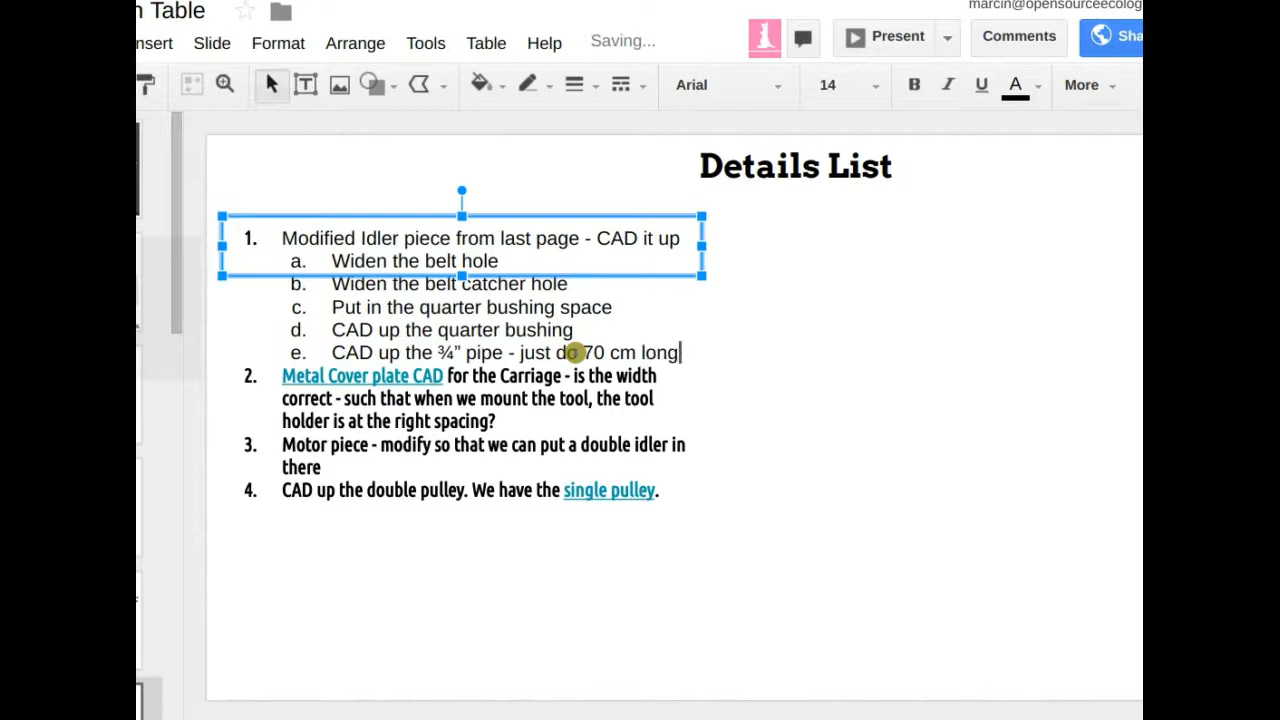 n Table
marcin@opensourceecolog
nsert Slide Format Arrange Tools Table Help Saving... Present Comments Sha
Arial 14 B I U A More
Details List
1. Modified Idler piece from last page - CAD it up
a. Widen the belt hole
b. Widen the belt catcher hole
c. Put in the quarter bushing space
d. CAD up the quarter bushing
e. CAD up the ¾” pipe - just do 70 cm long
2. Metal Cover plate CAD for the Carriage - is the width
correct - such that when we mount the tool, the tool
holder is at the right spacing?
3. Motor piece - modify so that we can put a double idler in
there
4. CAD up the double pulley. We have the single pulley.